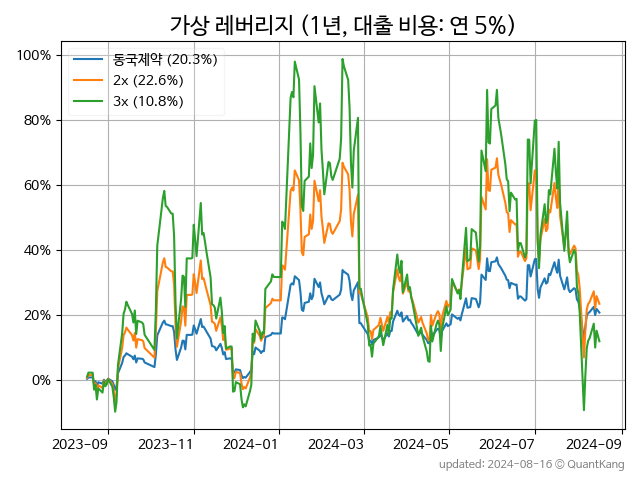 가상 레버리지 (1년, 대출 비용: 연 5%)
동국제약 (20.3%)
2x (22.6%)
3x (10.8%)
100%
80%
60%
40%
20%
0%
2023-09 2023-11 2024-01 2024-03 2024-05 2024-07 2024-09
updated: 2024-08-16 © QuantKang